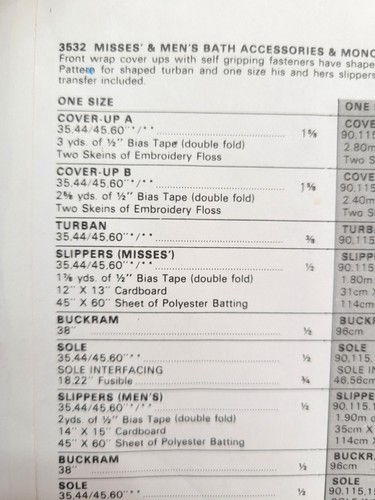 3532 MISSES' & MEN'S BATH ACCESSORIES &
Front wrap cover ups with self gripping fasteners have
Pattern for shaped turban and one size his and hers slippers
transfer included.
ONE SIZE
COVER-UP A
35.44/45.60"*/** 1⅝
3 yds. of ½" Bias Tape (double fold)
Two Skeins of Embroidery Floss
COVER-UP B
35.44/45.60"*/** 1⅝
2⅝ yds. of ½" Bias Tape (double fold)
Two Skeins of Embroidery Floss
TURBAN
35.44/45.60"*/** ⅜
SLIPPERS (MISSES')
35.44/45.60"*/** ½
1⅞ yds. of ½" Bias Tape (double fold)
12" X 13" Cardboard
45" X 60" Sheet of Polyester Batting
BUCKRAM
38" ½
SOLE
35.44/45.60"*/** ½
SOLE INTERFACING
18.22" Fusible ¾
SLIPPERS (MEN'S)
35.44/45.60"*/** ½
2yds. of ½" Bias Tape (double fold)
14" X 15" Cardboard
45" X 60" Sheet of Polyester Batting
BUCKRAM
38" ½
SOLE
35.44/45.60"*/** ½
ONE
90.115
2.80m
Two
90.115
2.40m
Two
TURB
90.115
SLIPP
90.115
1.80m
31cm X
114cm
BUCKR
96cm
SOLE
90.115.
SOLE IN
46.56cm
SLIPPE
90.115.1
1.90m
35cm X
114cm
BUCKRA
96cm
SOLE